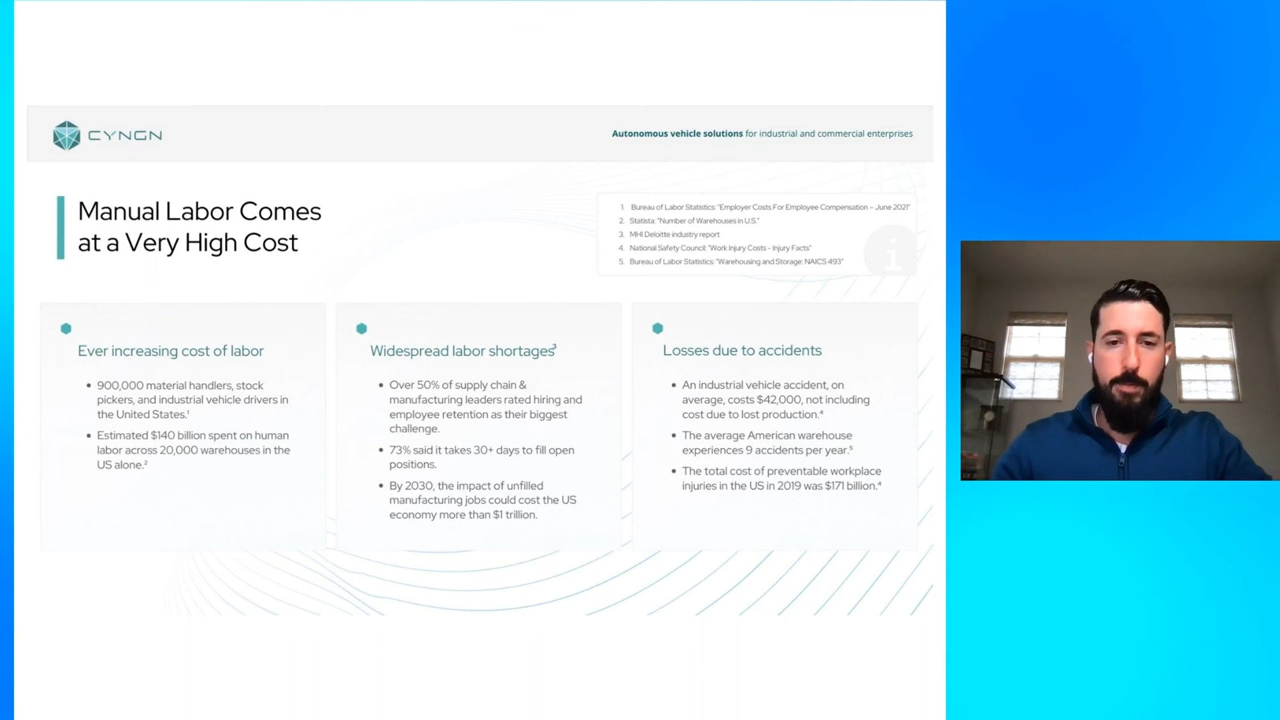 CYNGN
Autonomous vehicle solutions for industrial and commercial enterprises
Manual Labor Comes
at a Very High Cost
1. Bureau of Labor Statistics: "Employer Costs For Employee Compensation – June 2021"
2. Statista: "Number of Warehouses in U.S."
3. MHI Deloitte industry report
4. National Safety Council: "Work Injury Costs - Injury Facts"
5. Bureau of Labor Statistics: "Warehousing and Storage: NAICS 493"
Ever increasing cost of labor
• 900,000 material handlers, stock
pickers, and industrial vehicle drivers in
the United States.¹
• Estimated $140 billion spent on human
labor across 20,000 warehouses in the
US alone.²
Widespread labor shortages³
• Over 50% of supply chain &
manufacturing leaders rated hiring and
employee retention as their biggest
challenge.
• 73% said it takes 30+ days to fill open
positions.
• By 2030, the impact of unfilled
manufacturing jobs could cost the US
economy more than $1 trillion.
Losses due to accidents
• An industrial vehicle accident, on
average, costs $42,000, not including
cost due to lost production.⁴
• The average American warehouse
experiences 9 accidents per year.⁵
• The total cost of preventable workplace
injuries in the US in 2019 was $171 billion.⁴